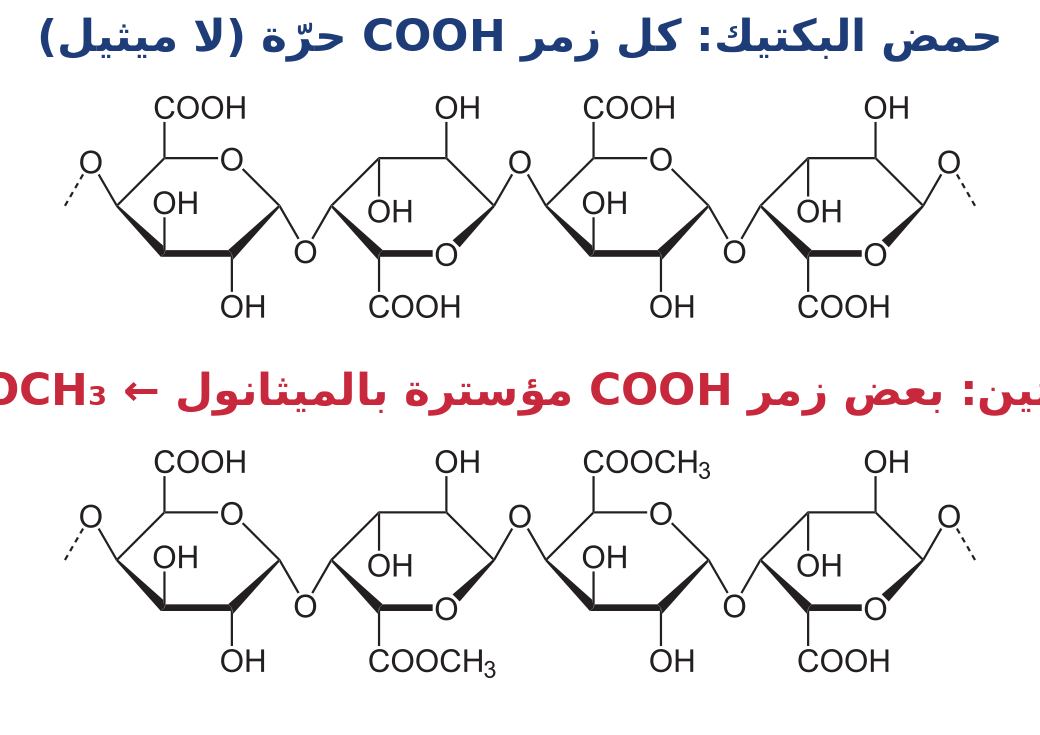 حمض البكتيك: كل زمر COOH حرّة (لا ميثيل)
COOH OH COOH OH
O O O O O
OH OH OH OH
O O O O
OH COOH OH COOH
بعض زمر COOH مؤسترة بالميثانول ← OCH₃
COOH OH COOCH₃ OH
O O O O O
OH OH OH OH
O O O O
OH COOCH₃ OH COOH